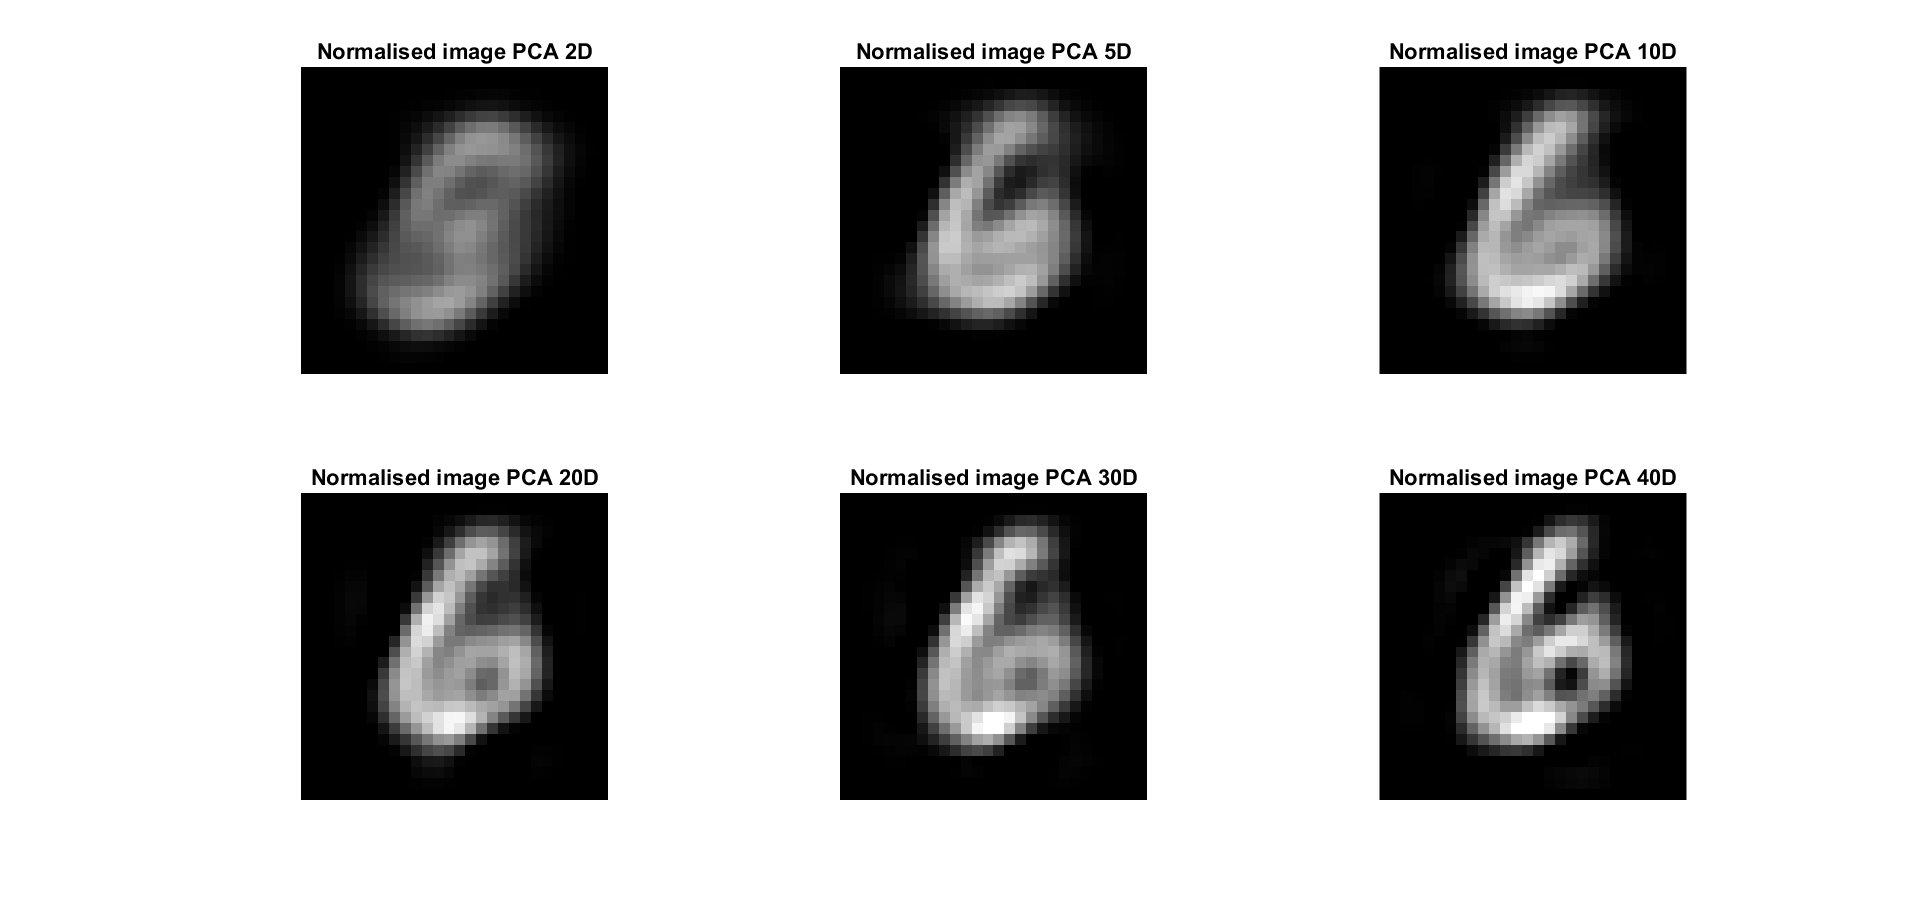 Normalised image PCA 2D
Normalised image PCA 5D
Normalised image PCA 10D
Normalised image PCA 20D
Normalised image PCA 30D
Normalised image PCA 40D